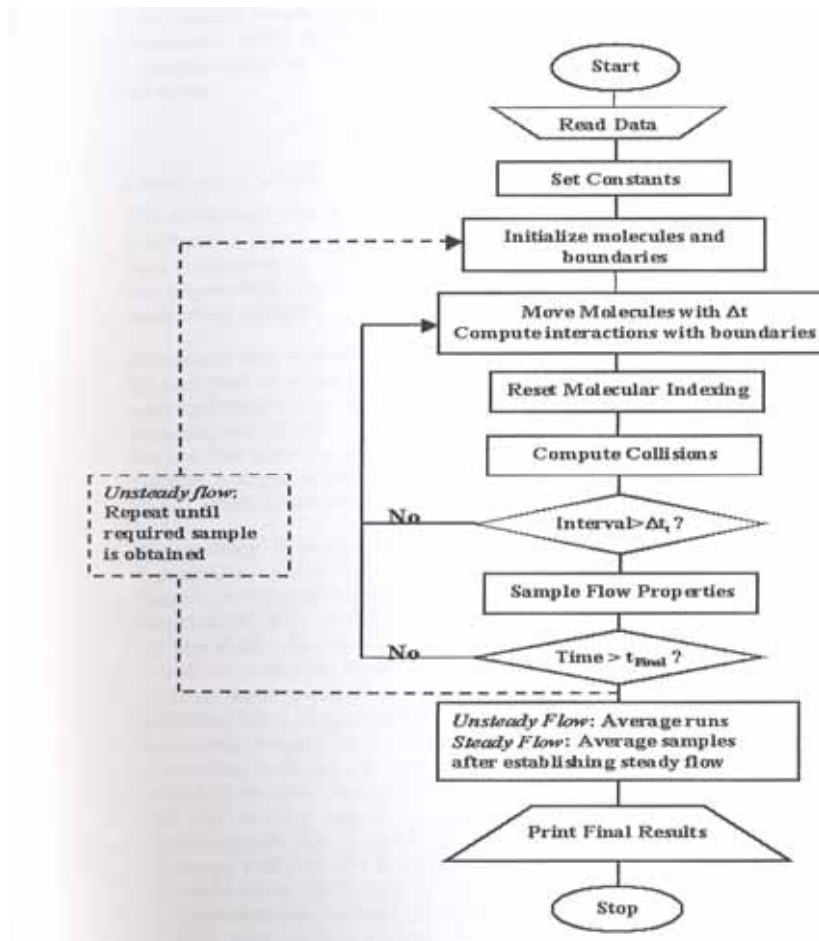 Start
Read Data
Set Constants
Initialize molecules and
boundaries
Move Molecules with Δt
Compute interactions with boundaries
Reset Molecular Indexing
Compute Collisions
Unsteady flow:
Repeat until
required sample
is obtained
No
Interval>Δtₜ ?
Sample Flow Properties
No
Time > t_Final ?
Unsteady Flow: Average runs
Steady Flow: Average samples
after establishing steady flow
Print Final Results
Stop